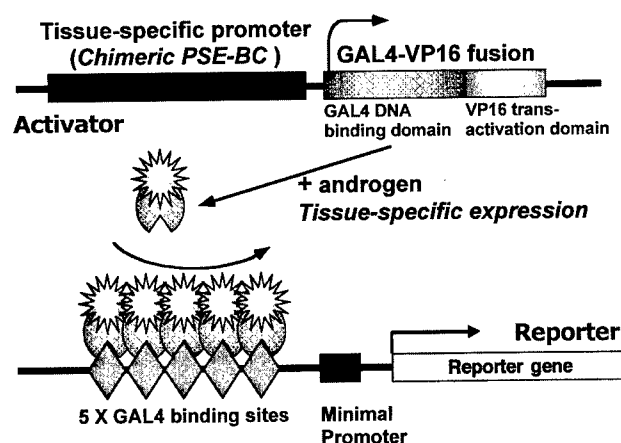 Tissue-specific promoter
(Chimeric PSE-BC )
GAL4-VP16 fusion
Activator
GAL4 DNA
binding domain
VP16 trans-
activation domain
+ androgen
Tissue-specific expression
Reporter
Reporter gene
5 X GAL4 binding sites
Minimal
Promoter